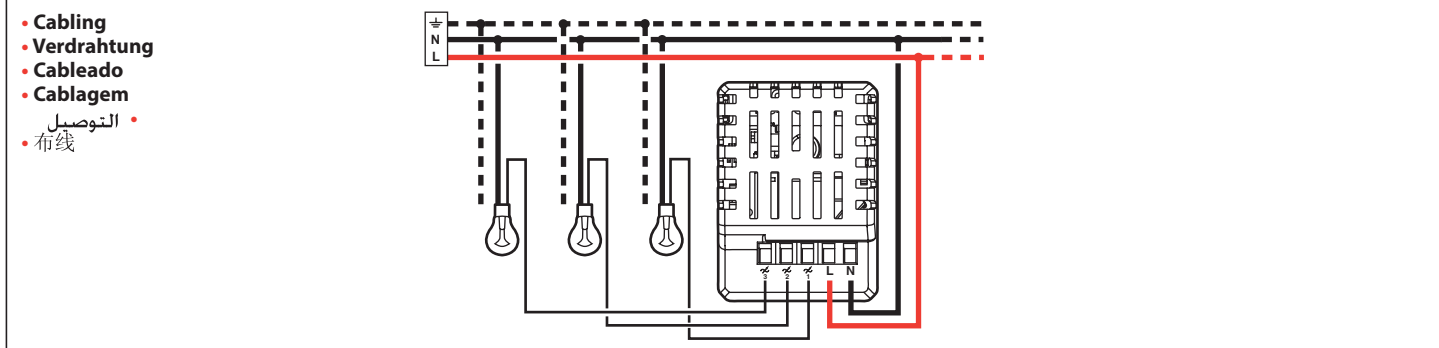 • Cabling
• Verdrahtung
• Cableado
• Cablagem
• التوصيل
• 布线
N
L
3 2 1 L N